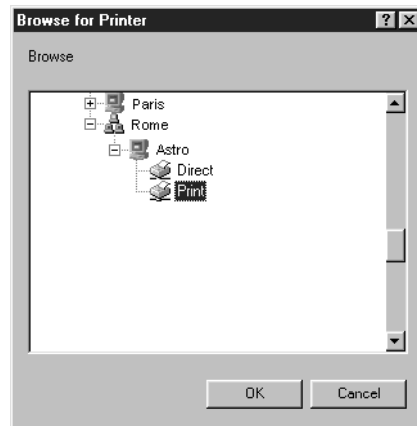 Browse for Printer
Browse
Paris
Rome
Astro
Direct
Print
OK Cancel